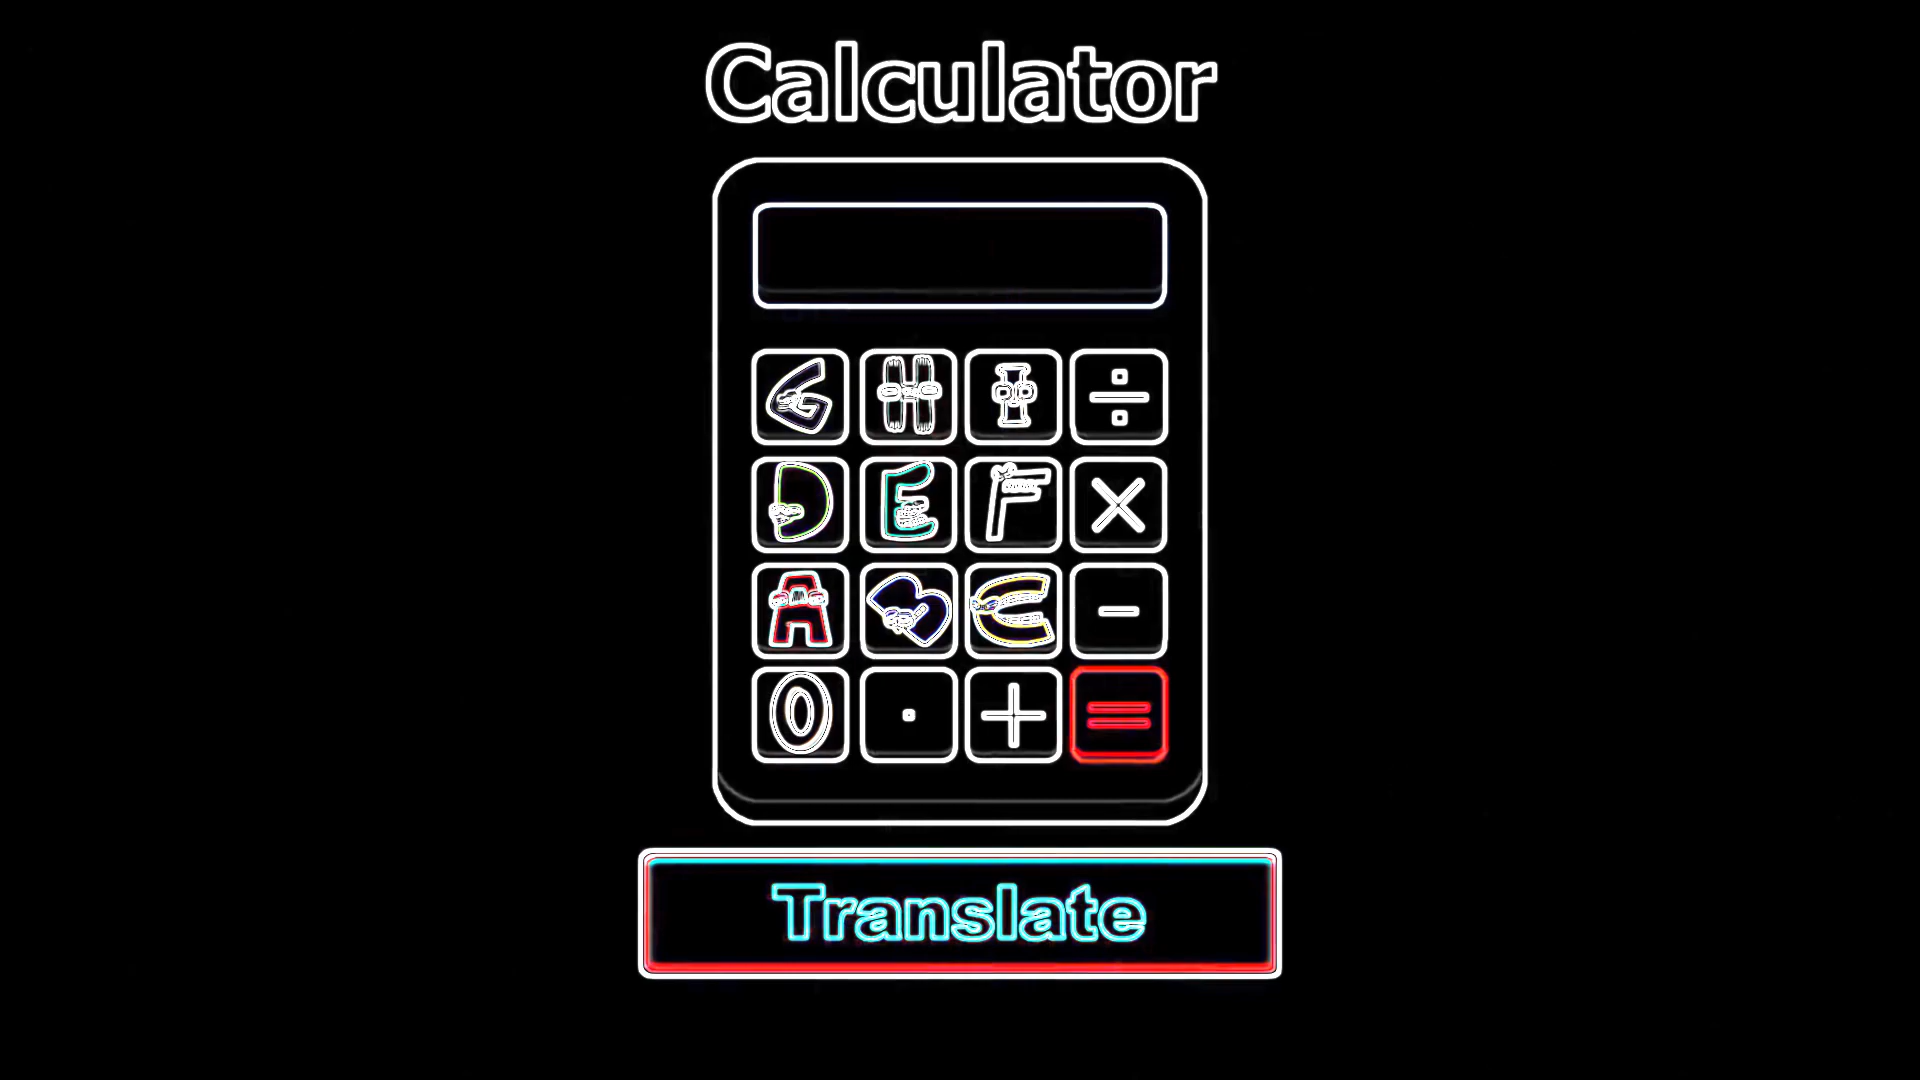 Calculator
G H I ÷
D E F ×
A B C -
0 . + =
Translate